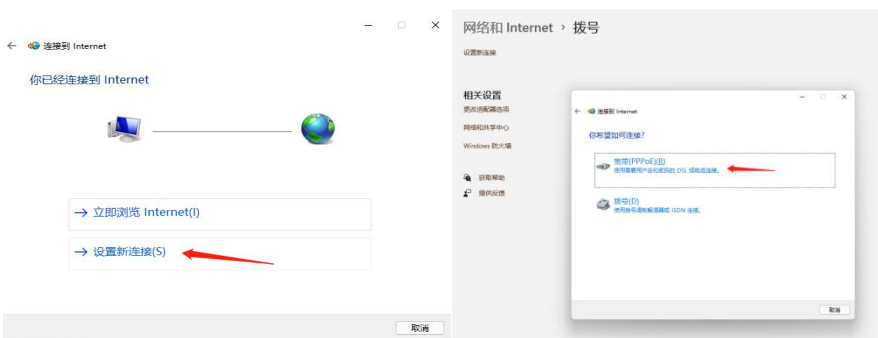 连接到 Internet
你已经连接到 Internet
立即浏览 Internet(I)
设置新连接(S)
取消
网络和 Internet › 拨号
设置新连接
相关设置
更改适配器选项
网络和共享中心
Windows 防火墙
获取帮助
提供反馈
连接到 Internet
你希望如何连接?
宽带(PPPoE)(R)
使用需要用户名和密码的 DSL 或电缆连接。
拨号(D)
使用拨号调制解调器或 ISDN 连接。
取消